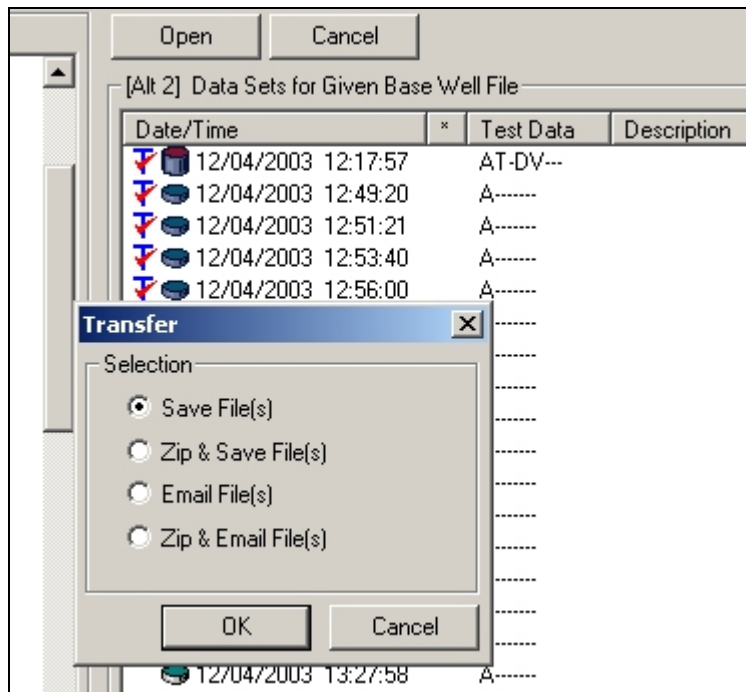 Open Cancel
[Alt 2] Data Sets for Given Base Well File
Date/Time * Test Data Description
12/04/2003 12:17:57 AT-DV---
12/04/2003 12:49:20 A-------
12/04/2003 12:51:21 A-------
12/04/2003 12:53:40 A-------
12/04/2003 12:56:00 A-------
Transfer
Selection
Save File(s)
Zip & Save File(s)
Email File(s)
Zip & Email File(s)
OK Cancel
12/04/2003 13:27:58 A-------